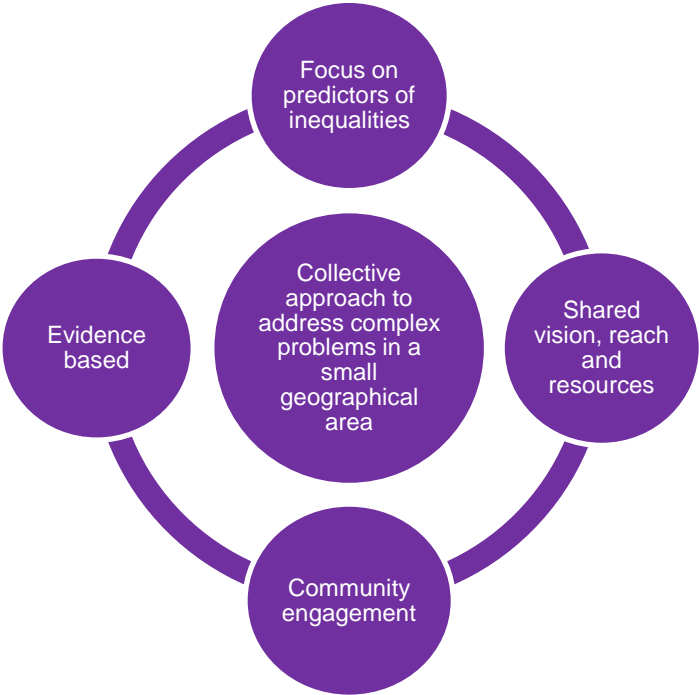 Focus on
predictors of
inequalities
Collective
approach to
address complex
problems in a
small
geographical
area
Shared
vision, reach
and
resources
Evidence
based
Community
engagement